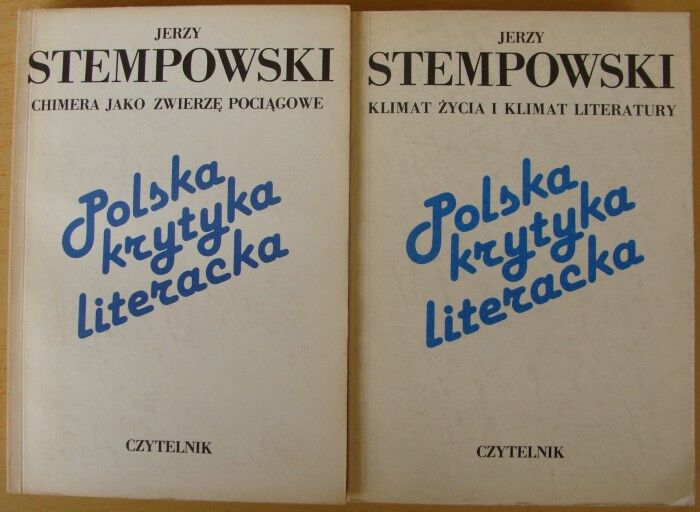 JERZY
STEMPOWSKI
CHIMERA JAKO ZWIERZĘ POCIĄGOWE
Polska
krytyka
literacka
CZYTELNIK
JERZY
STEMPOWSKI
KLIMAT ŻYCIA I KLIMAT LITERATURY
Polska
krytyka
literacka
CZYTELNIK